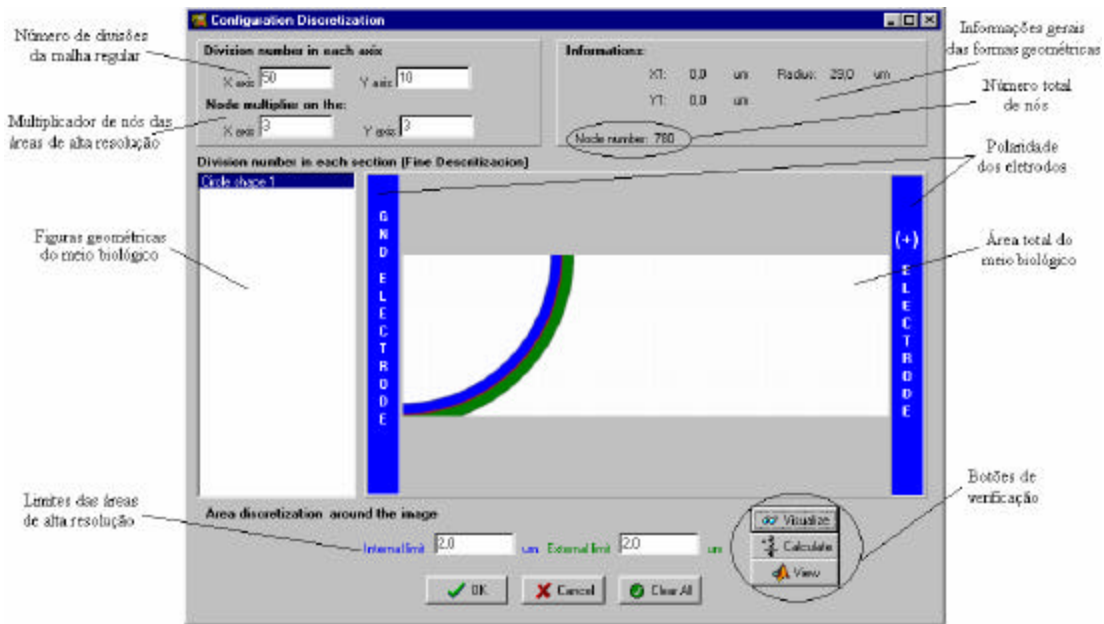 Configuration Discretization
Número de divisões
da malha regular
Division number in each axis
X axis 50
Y axis 10
Node multiplier on the:
X axis 3
Y axis 3
Multiplicador de nós das
áreas de alta resolução
Informations:
XT: 0,0 um Radius: 29,0 um
YT: 0,0 um
Node number: 780
Informações gerais
das formas geométricas
Número total
de nós
Polaridade
dos eletrodos
Division number in each section (Fine Descritizacion)
Circle shape 1
Figuras geométricas
do meio biológico
GND ELECTRODE
(+) ELECTRODE
Área total do
meio biológico
Limites das áreas
de alta resolução
Area discretization around the image
Internal limit 2,0 um External limit 2,0 um
Visualize
Calculate
View
Botões de
verificação
OK
Cancel
Clear All